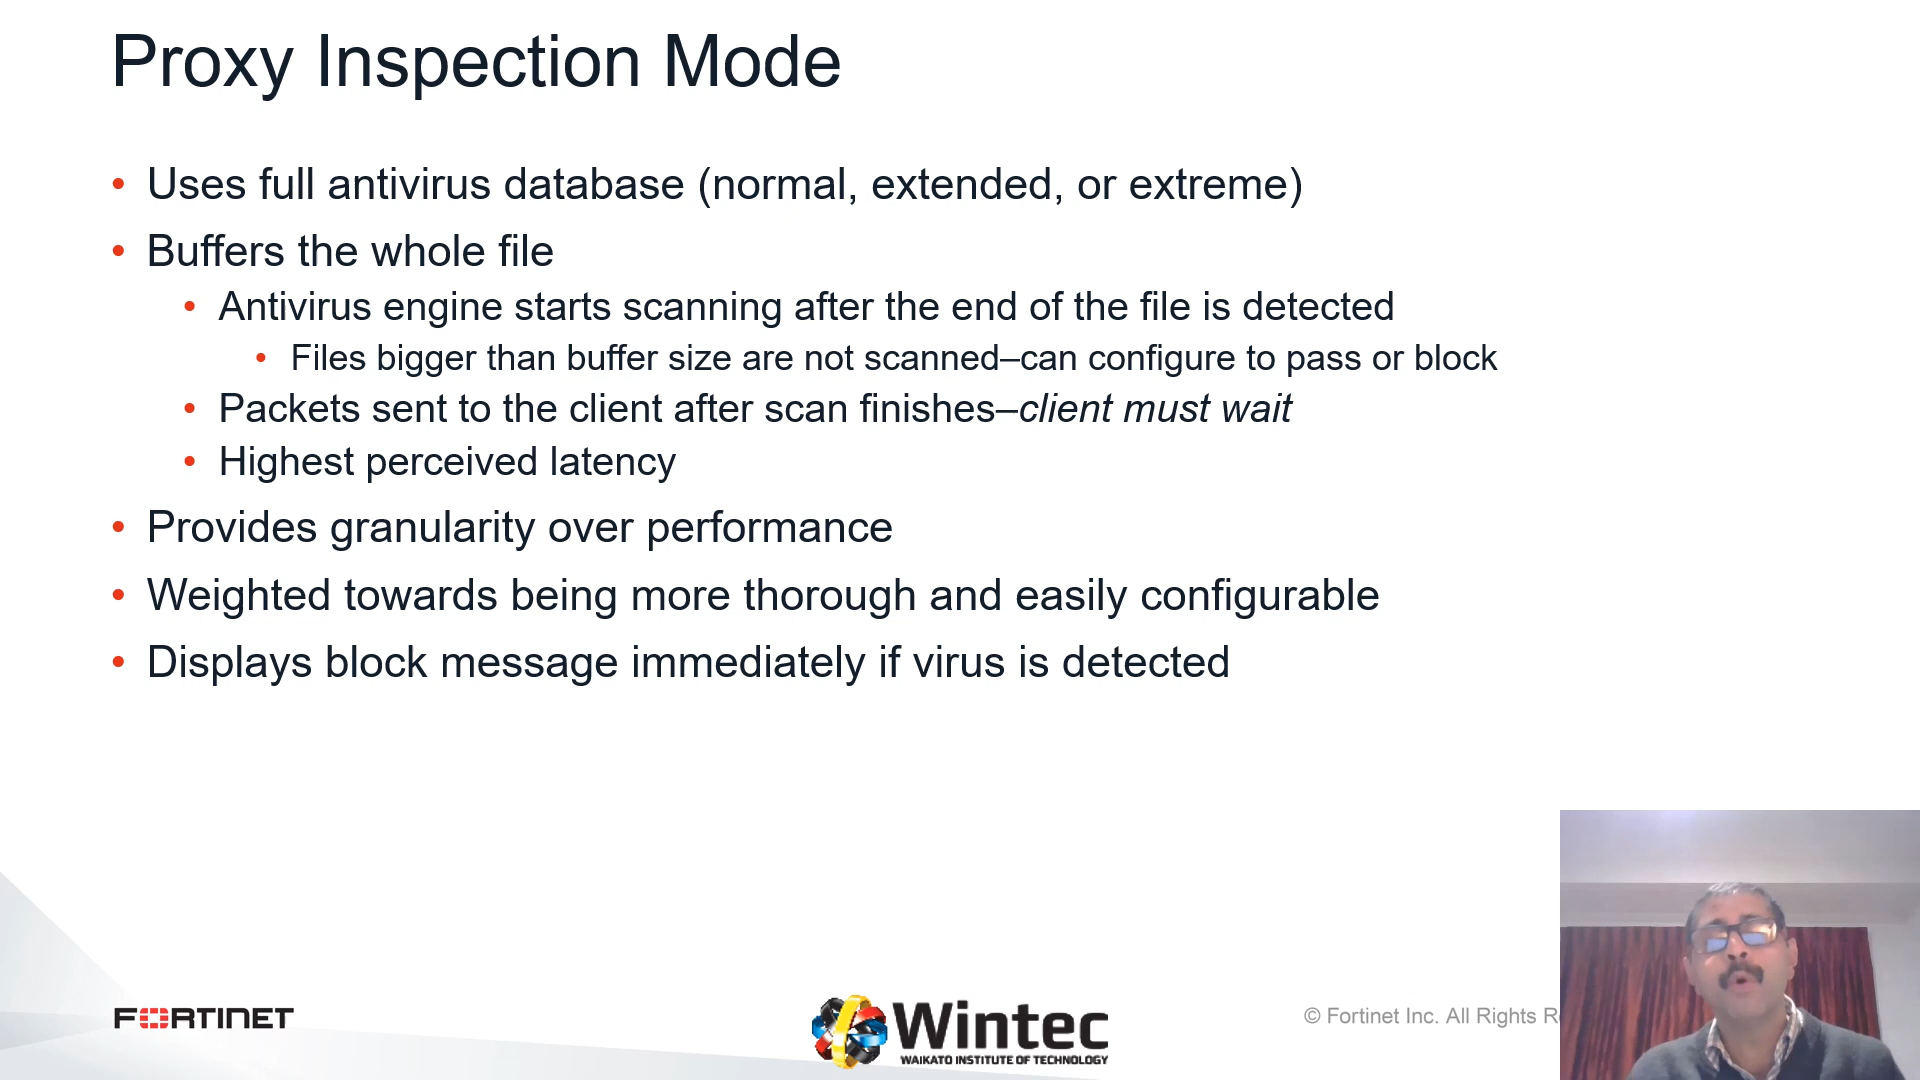 Proxy Inspection Mode
• Uses full antivirus database (normal, extended, or extreme)
• Buffers the whole file
• Antivirus engine starts scanning after the end of the file is detected
• Files bigger than buffer size are not scanned–can configure to pass or block
• Packets sent to the client after scan finishes–client must wait
• Highest perceived latency
• Provides granularity over performance
• Weighted towards being more thorough and easily configurable
• Displays block message immediately if virus is detected
FORTINET
Wintec
WAIKATO INSTITUTE OF TECHNOLOGY
© Fortinet Inc. All Rights R